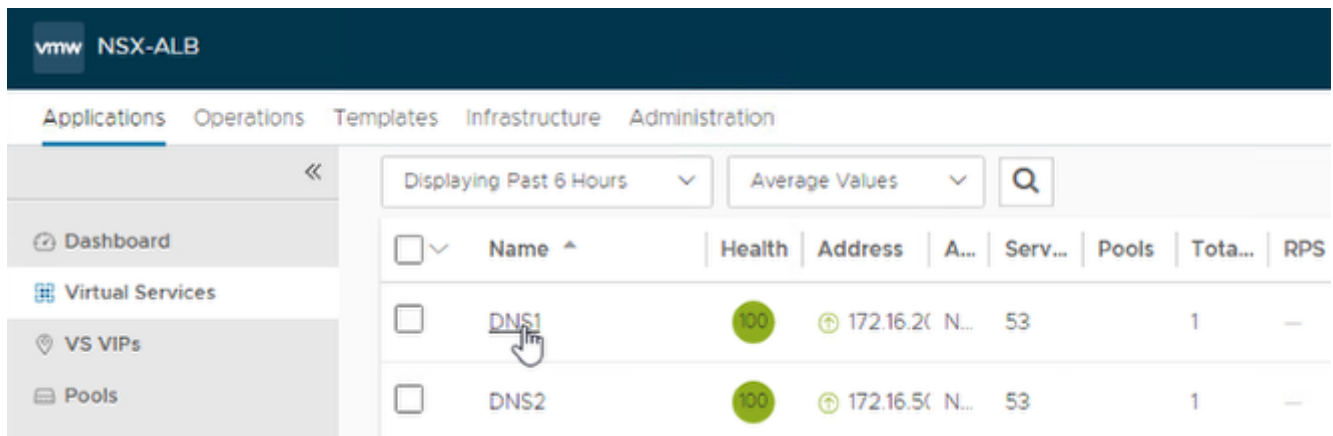 vmw NSX-ALB
Applications Operations Templates Infrastructure Administration
Displaying Past 6 Hours Average Values
Dashboard
Virtual Services
VS VIPs
Pools
Name Health Address A... Serv... Pools Tota... RPS
DNS1 100 172.16.2( N... 53 1 —
DNS2 100 172.16.5( N... 53 1 —